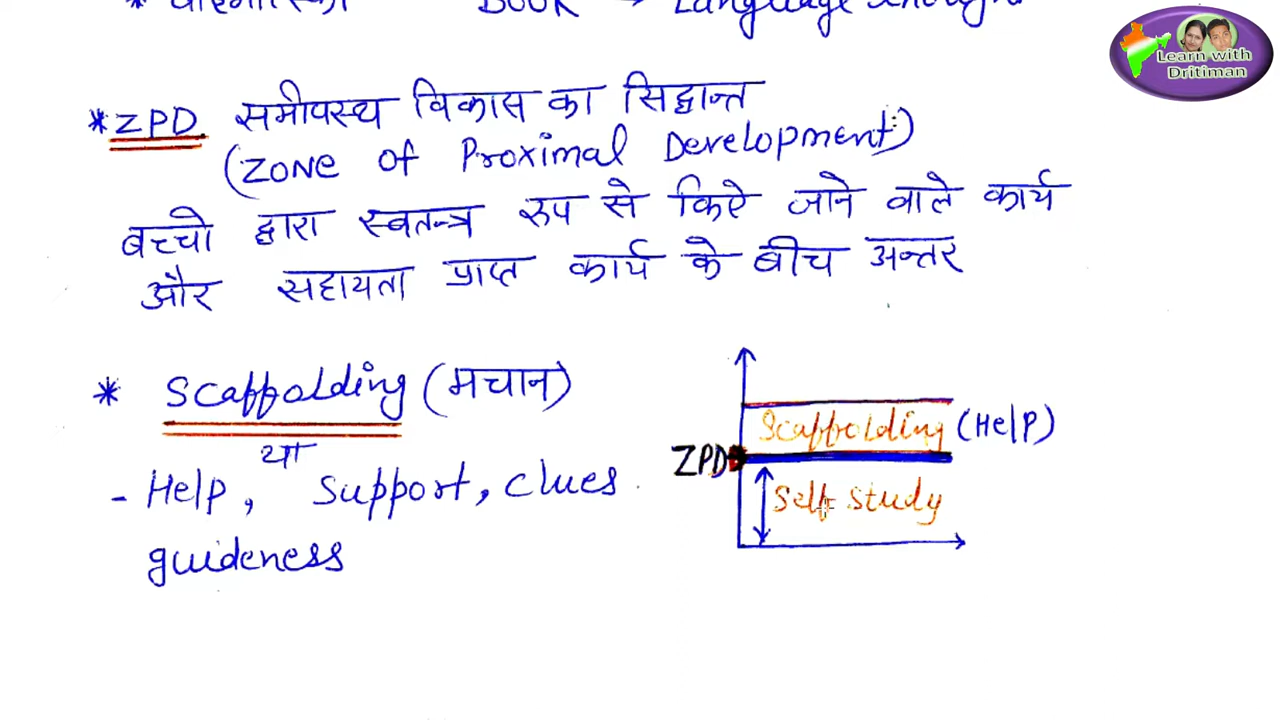 BOOK →
*ZPD. समीपस्थ विकास का सिद्धान्त
(ZONE of Proximal Development)
बच्चो द्वारा स्वतन्त्र रूप से किऐ जाने वाले कार्य
और सहायता प्राप्त कार्य के बीच अन्तर
* Scaffolding (मचान)
या
- Help, Support, clues
guideness
Scaffolding (Help)
ZPD
Self study
Learn with
Dritiman